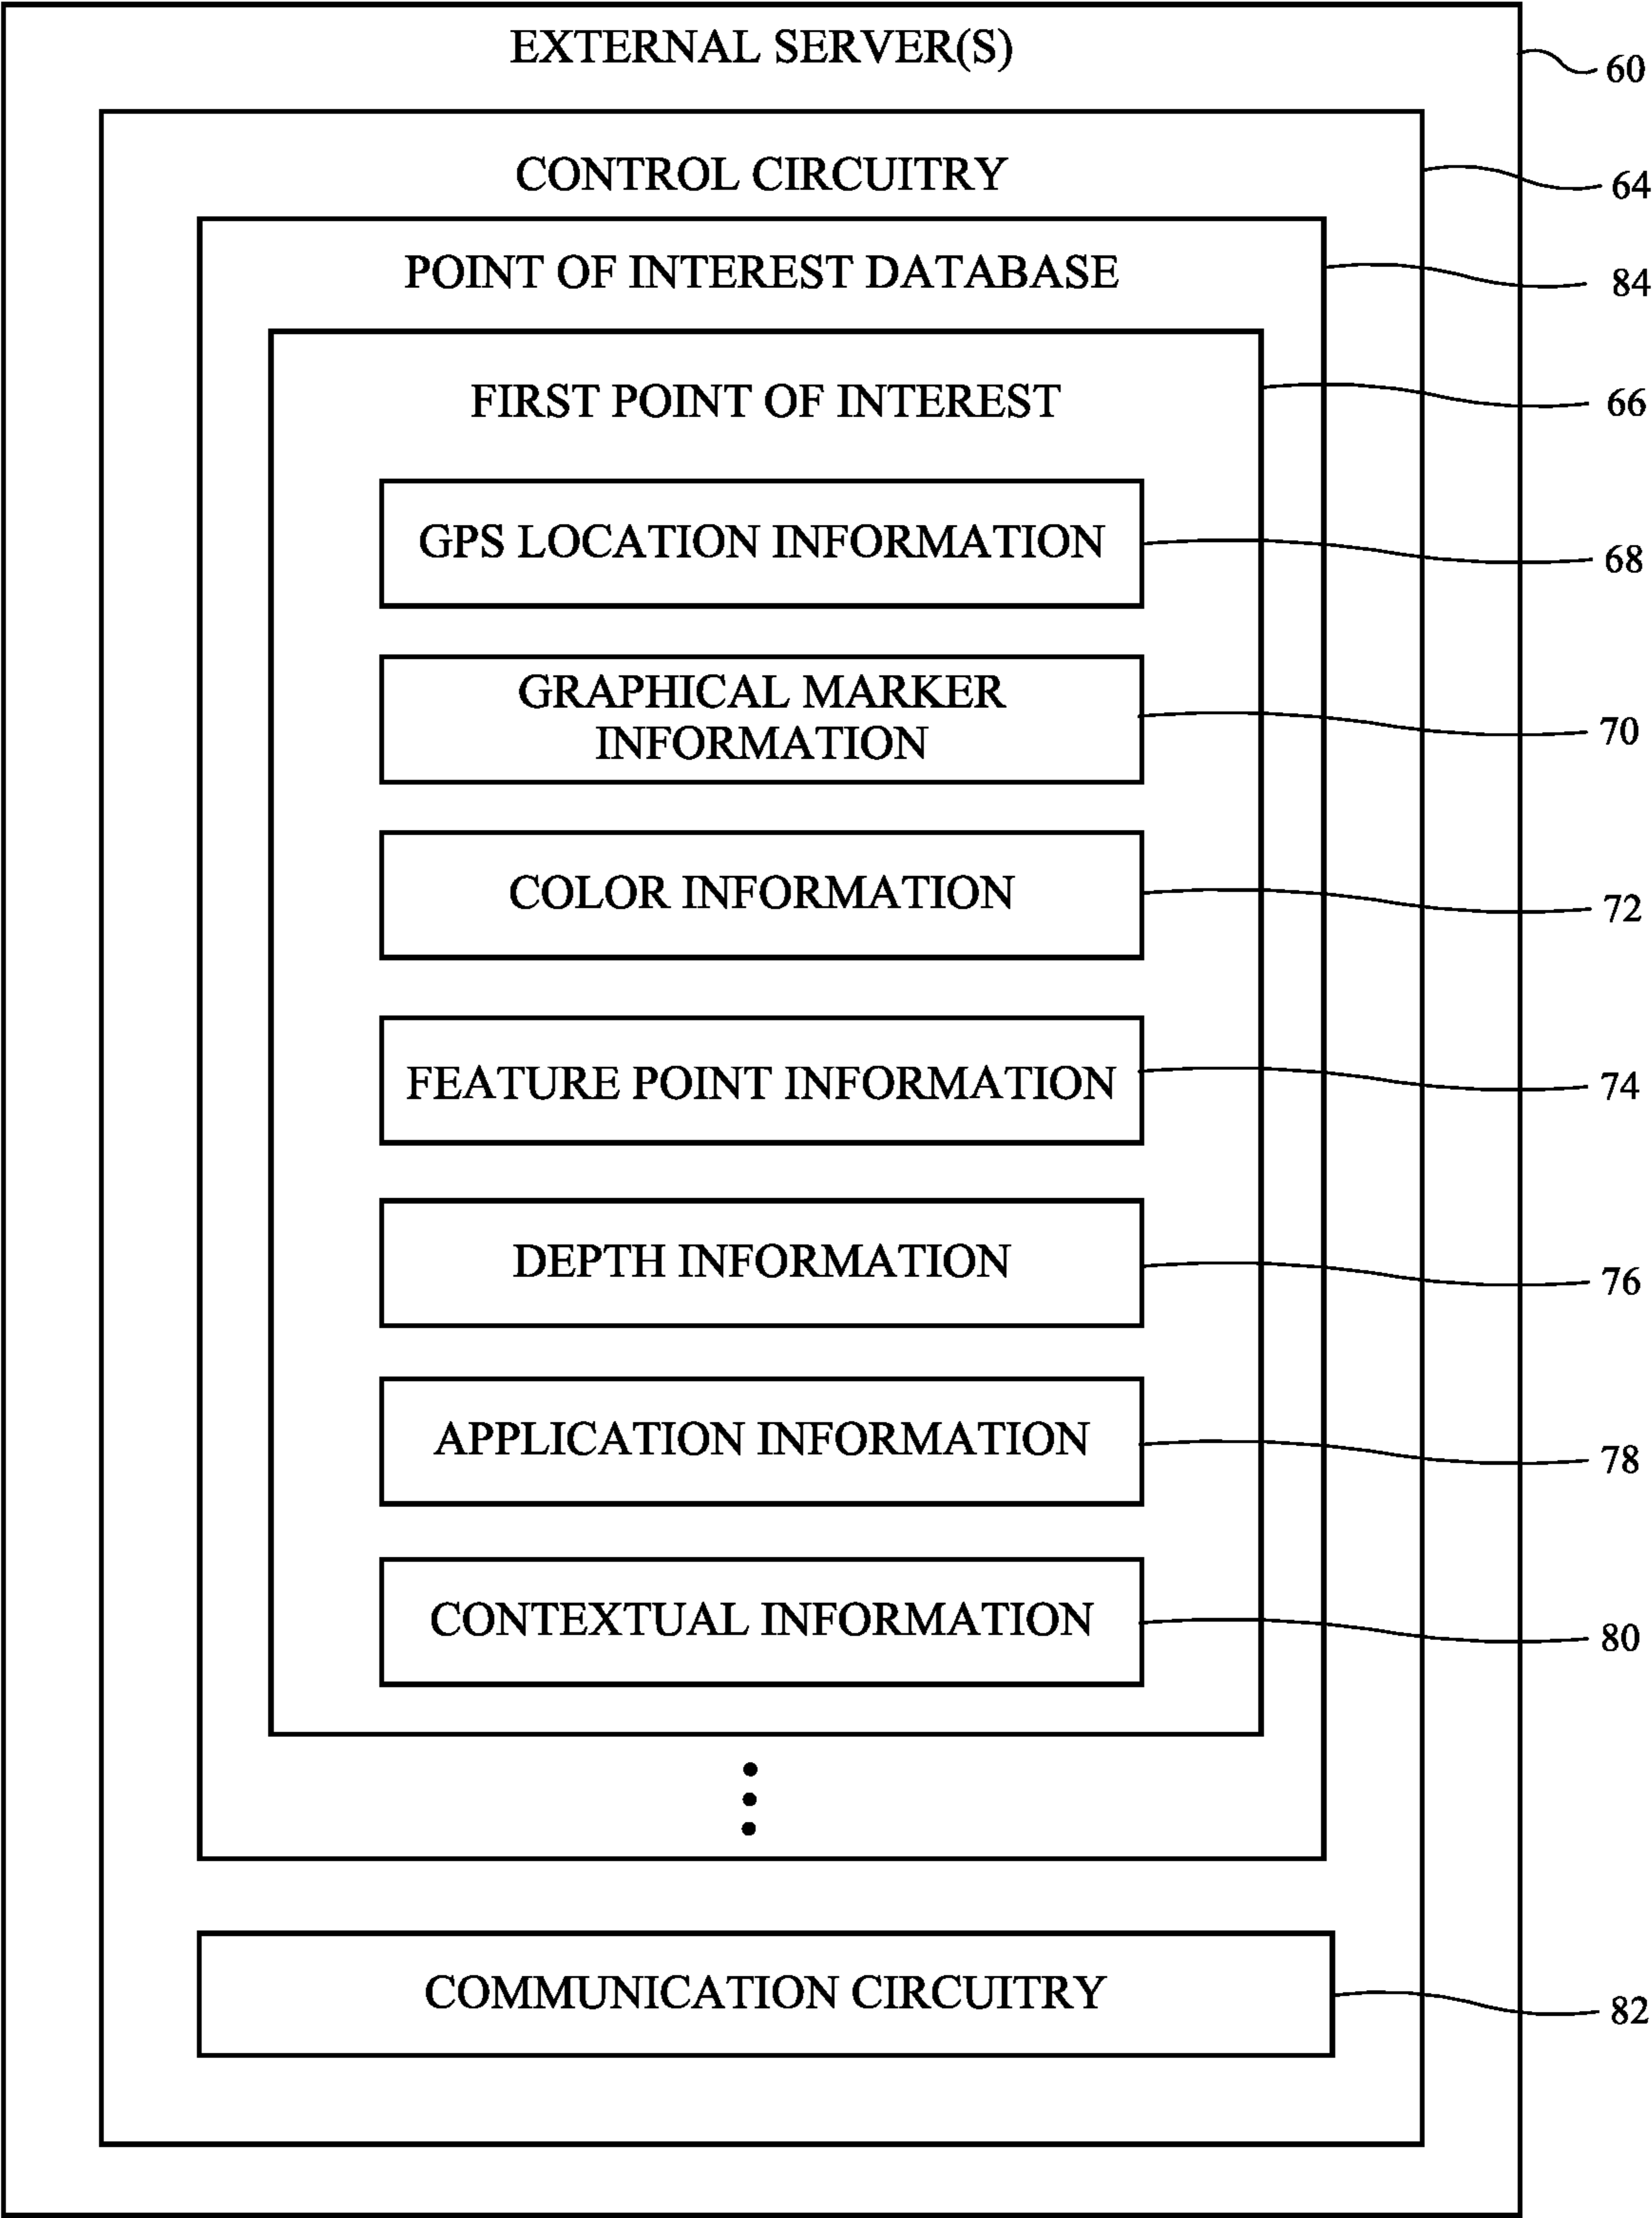 EXTERNAL SERVER(S)
60
CONTROL CIRCUITRY
64
POINT OF INTEREST DATABASE
84
FIRST POINT OF INTEREST
66
GPS LOCATION INFORMATION
68
GRAPHICAL MARKER
INFORMATION
70
COLOR INFORMATION
72
FEATURE POINT INFORMATION
74
DEPTH INFORMATION
76
APPLICATION INFORMATION
78
CONTEXTUAL INFORMATION
80
COMMUNICATION CIRCUITRY
82